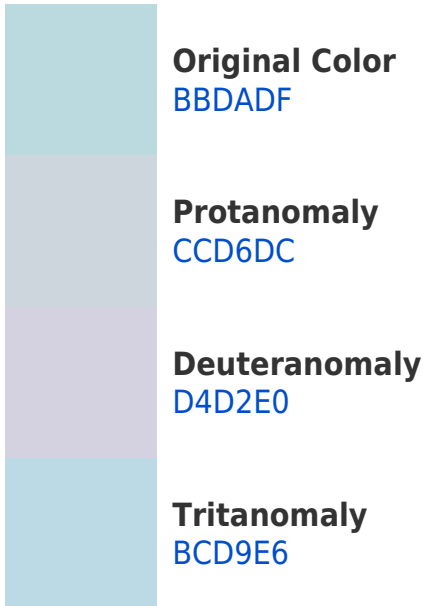 Original Color
BBDADF
Protanomaly
CCD6DC
Deuteranomaly
D4D2E0
Tritanomaly
BCD9E6